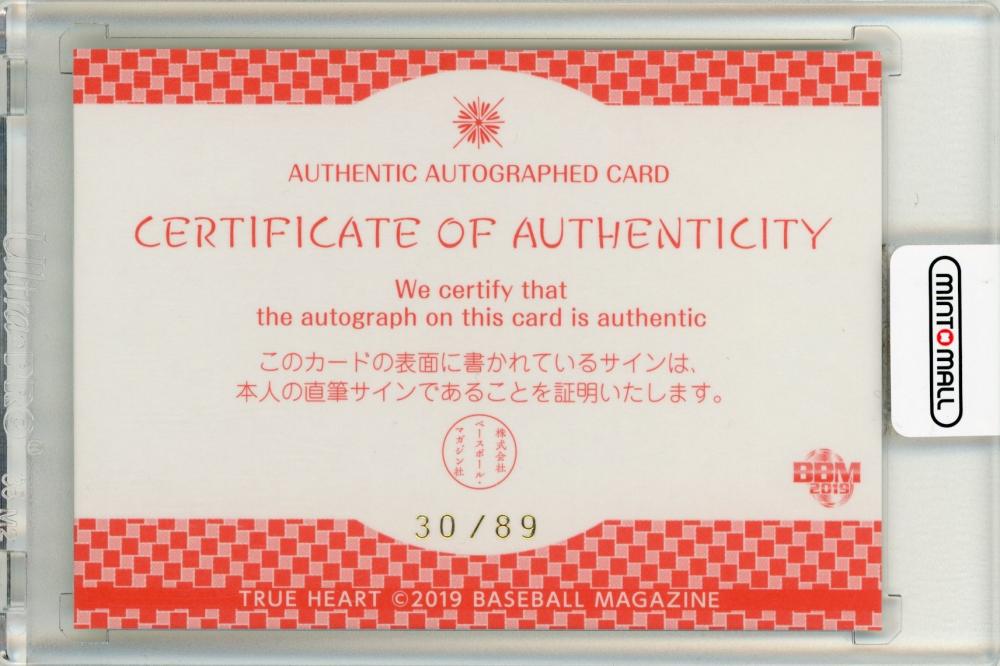 AUTHENTIC AUTOGRAPHED CARD
CERTIFICATE OF AUTHENTICITY
We certify that
the autograph on this card is authentic
このカードの表面に書かれているサインは、
本人の直筆サインであることを証明いたします。
株式会社
ベースボール・
マガジン社
BBM
2019
30/89
TRUE HEART ©2019 BASEBALL MAGAZINE
MINT MALL
Ultra PRO®